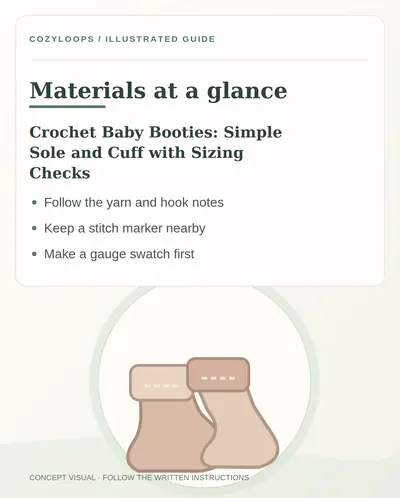 COZYLOOPS / ILLUSTRATED GUIDE
Materials at a glance
Crochet Baby Booties: Simple
Sole and Cuff with Sizing
Checks
• Follow the yarn and hook notes
• Keep a stitch marker nearby
• Make a gauge swatch first
CONCEPT VISUAL · FOLLOW THE WRITTEN INSTRUCTIONS